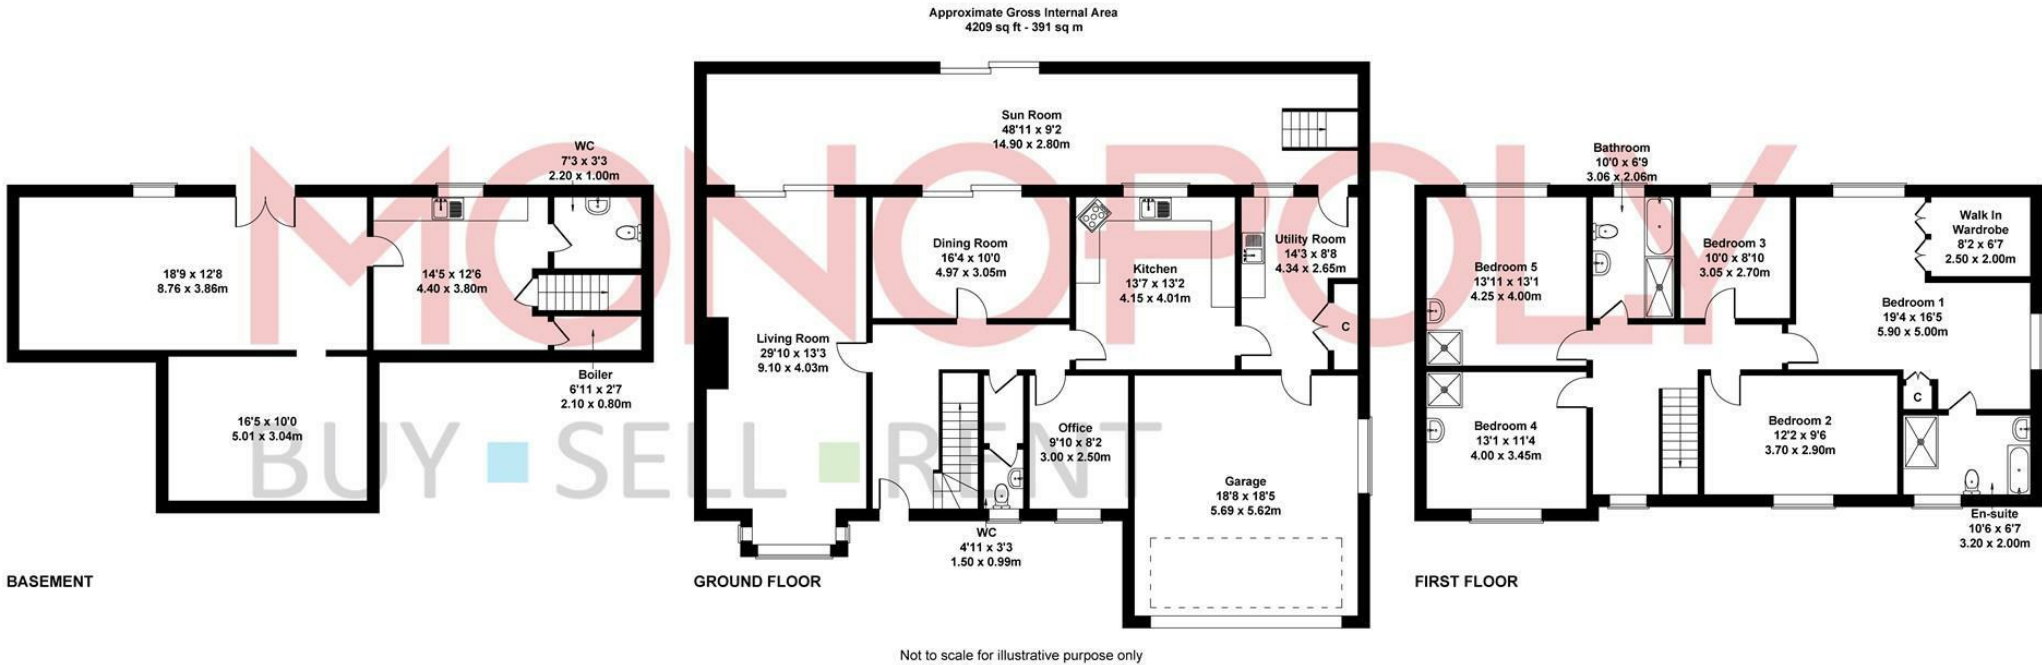 Approximate Gross Internal Area
4209 sq ft - 391 sq m
MONOPOLY
BUY SELL RENT
WC
7'3 x 3'3
2.20 x 1.00m
18'9 x 12'8
8.76 x 3.86m
14'5 x 12'6
4.40 x 3.80m
Boiler
6'11 x 2'7
2.10 x 0.80m
16'5 x 10'0
5.01 x 3.04m
BASEMENT
Sun Room
48'11 x 9'2
14.90 x 2.80m
Dining Room
16'4 x 10'0
4.97 x 3.05m
Kitchen
13'7 x 13'2
4.15 x 4.01m
Utility Room
14'3 x 8'8
4.34 x 2.65m
C
Living Room
29'10 x 13'3
9.10 x 4.03m
Office
9'10 x 8'2
3.00 x 2.50m
Garage
18'8 x 18'5
5.69 x 5.62m
WC
4'11 x 3'3
1.50 x 0.99m
GROUND FLOOR
Bathroom
10'0 x 6'9
3.06 x 2.06m
Walk In
Wardrobe
8'2 x 6'7
2.50 x 2.00m
Bedroom 3
10'0 x 8'10
3.05 x 2.70m
Bedroom 5
13'11 x 13'1
4.25 x 4.00m
Bedroom 1
19'4 x 16'5
5.90 x 5.00m
C
Bedroom 4
13'1 x 11'4
4.00 x 3.45m
Bedroom 2
12'2 x 9'6
3.70 x 2.90m
En-suite
10'6 x 6'7
3.20 x 2.00m
FIRST FLOOR
Not to scale for illustrative purpose only